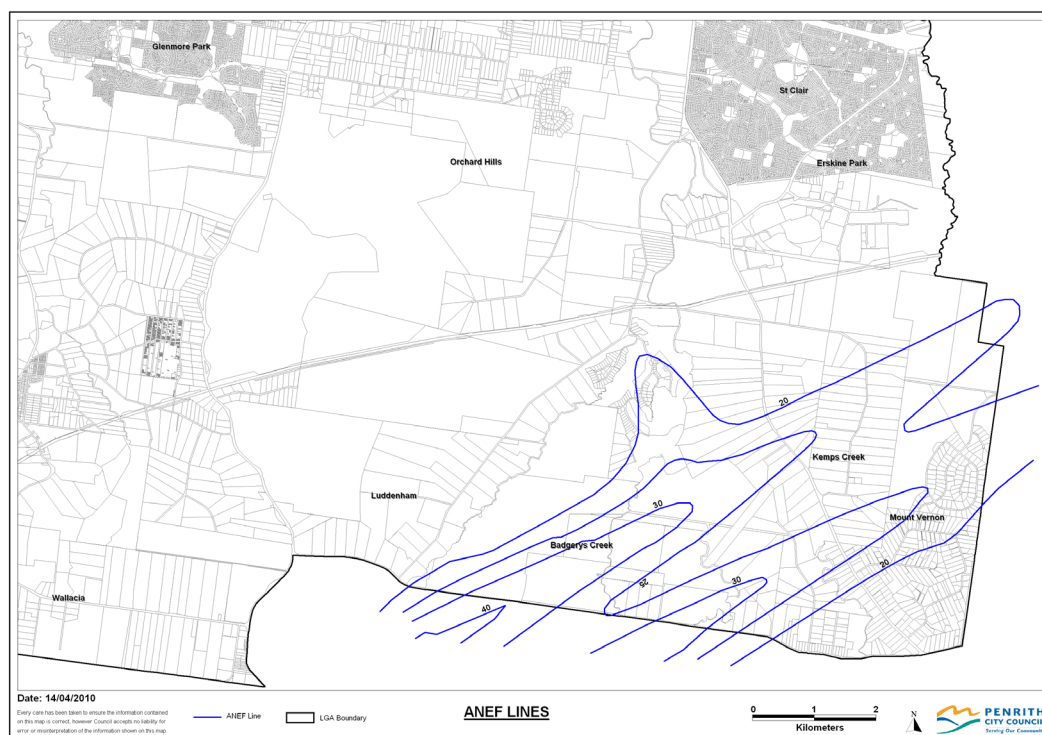 Glenmore Park
St Clair
Orchard Hills
Erskine Park
20
Kemps Creek
Luddenham
30
Mount Vernon
Badgerys Creek
20
25
30
Wallacia
40
Date: 14/04/2010
Every care has been taken to ensure the information contained
on this map is correct, however Council accepts no liability for
error or misinterpretation of the information shown on this map.
ANEF Line
LGA Boundary
ANEF LINES
0 1 2
Kilometers
N
PENRITH
CITY COUNCIL
Serving Our Community